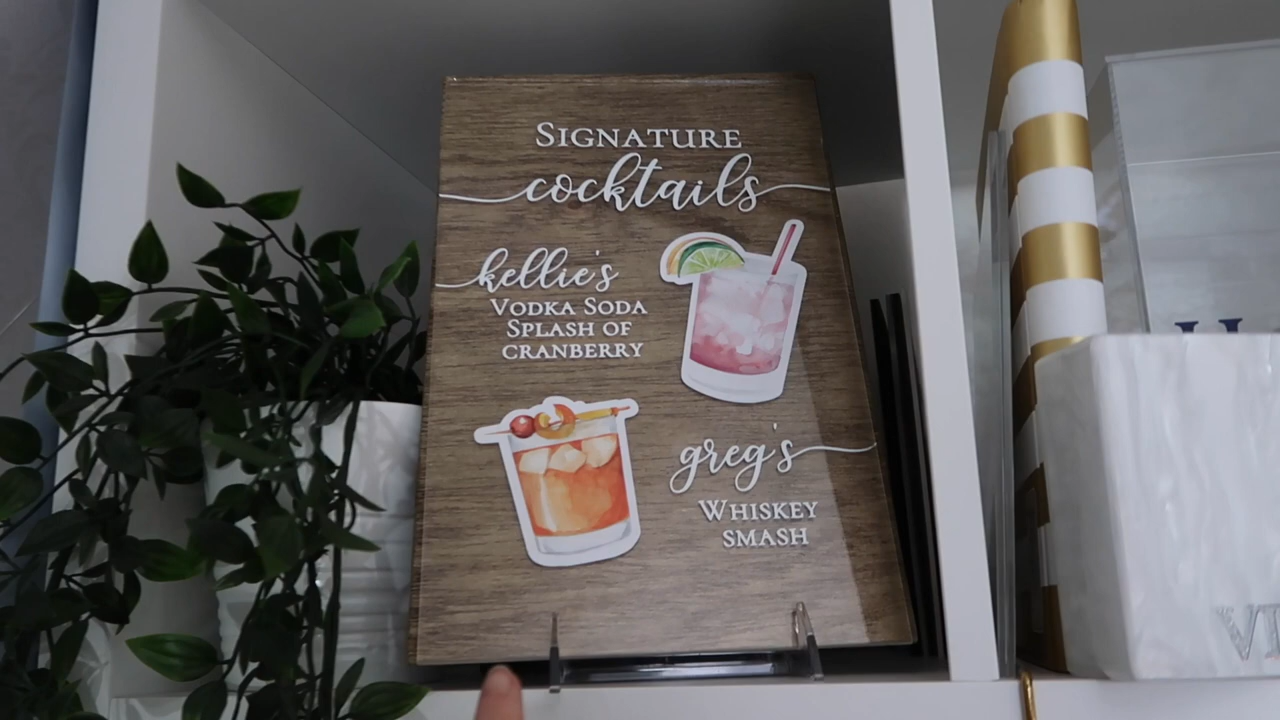 SIGNATURE
cocktails
kellie's
VODKA SODA
SPLASH OF
CRANBERRY
greg's
WHISKEY
SMASH